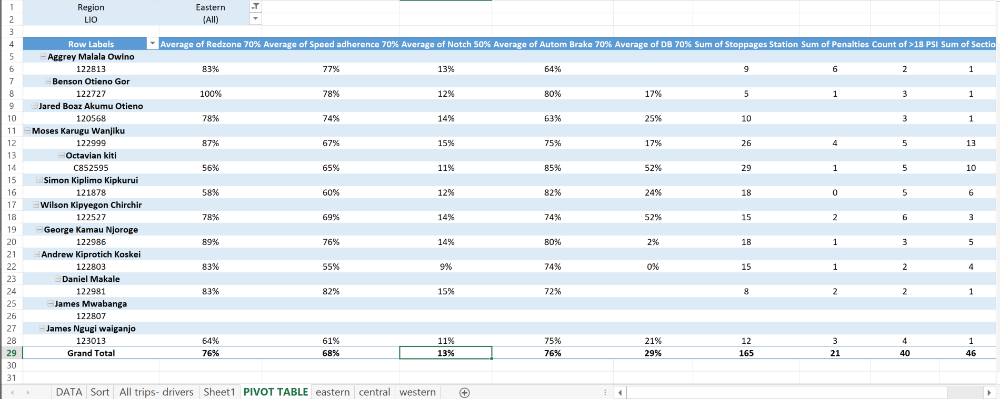 1 Region Eastern
2 LIO (All)
3
4 Row Labels Average of Redzone 70% Average of Speed adherence 70% Average of Notch 50% Average of Autom Brake 70% Average of DB 70% Sum of Stoppages Station Sum of Penalties Count of >18 PSI Sum of Sectio
5 Aggrey Malala Owino
6 122813 83% 77% 13% 64% 9 6 2 1
7 Benson Otieno Gor
8 122727 100% 78% 12% 80% 17% 5 1 3 1
9 Jared Boaz Akumu Otieno
10 120568 78% 74% 14% 63% 25% 10 3 1
11 Moses Karugu Wanjiku
12 122999 87% 67% 15% 75% 17% 26 4 5 13
13 Octavian kiti
14 C852595 56% 65% 11% 85% 52% 29 1 5 10
15 Simon Kiplimo Kipkurui
16 121878 58% 60% 12% 82% 24% 18 0 5 6
17 Wilson Kipyegon Chirchir
18 122527 78% 69% 14% 74% 52% 15 2 6 3
19 George Kamau Njoroge
20 122986 89% 76% 14% 80% 2% 18 1 3 5
21 Andrew Kiprotich Koskei
22 122803 83% 55% 9% 74% 0% 15 1 2 4
23 Daniel Makale
24 122981 83% 82% 15% 72% 8 2 2 1
25 James Mwabanga
26 122807
27 James Ngugi waiganjo
28 123013 64% 61% 11% 75% 21% 12 3 4 1
29 Grand Total 76% 68% 13% 76% 29% 165 21 40 46
30
31
DATA Sort All trips- drivers Sheet1 PIVOT TABLE eastern central western